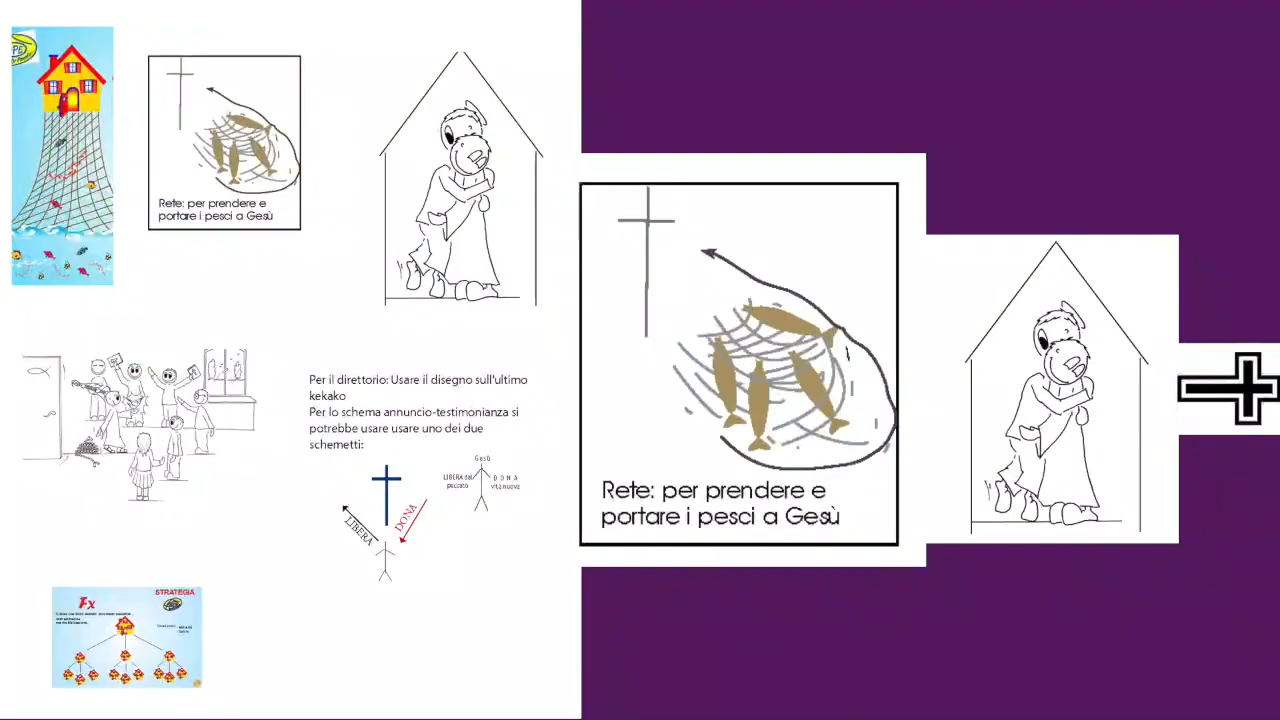 PE
Rete: per prendere e
portare i pesci a Gesù
Per il direttorio: Usare il disegno sull'ultimo
kekako
Per lo schema annuncio-testimonianza si
potrebbe usare usare uno dei due
schemetti:
Gesù
LIBERA dal
peccato
DONA
vita nuova
LIBERA
DONA
STRATEGIA
Rete: per prendere e
portare i pesci a Gesù